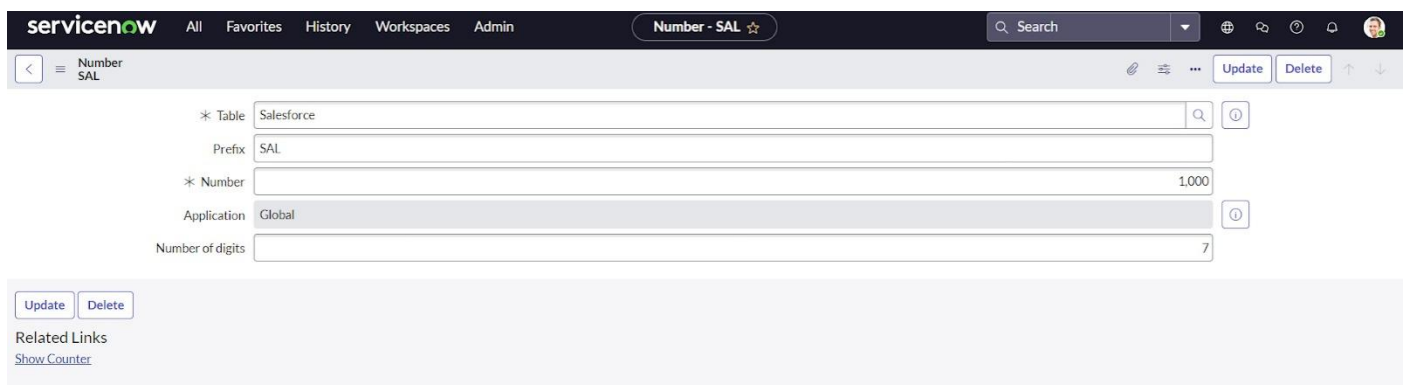 servicenow All Favorites History Workspaces Admin Number - SAL Search
Number
SAL
Update Delete
* Table Salesforce
Prefix SAL
* Number 1,000
Application Global
Number of digits 7
Update Delete
Related Links
Show Counter